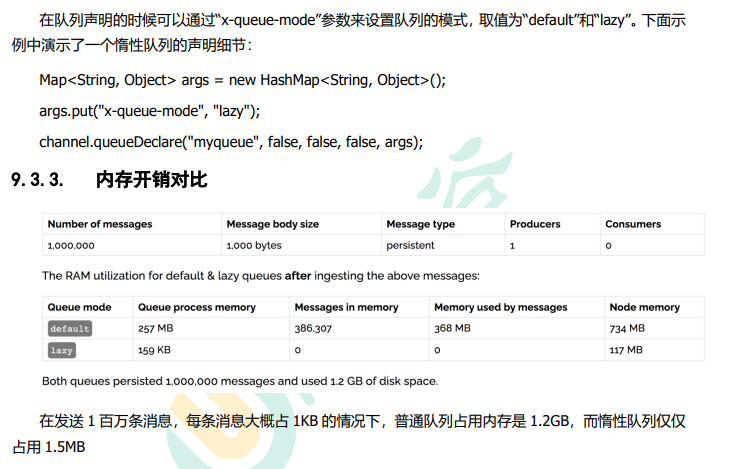 在队列声明的时候可以通过“x-queue-mode”参数来设置队列的模式，取值为“default”和“lazy”。下面示
例中演示了一个惰性队列的声明细节：
Map<String, Object> args = new HashMap<String, Object>();
args.put("x-queue-mode", "lazy");
channel.queueDeclare("myqueue", false, false, false, args);
9.3.3. 内存开销对比
Number of messages Message body size Message type Producers Consumers
1,000,000 1,000 bytes persistent 1 0
The RAM utilization for default & lazy queues after ingesting the above messages:
Queue mode Queue process memory Messages in memory Memory used by messages Node memory
default 257 MB 386,307 368 MB 734 MB
lazy 159 KB 0 0 117 MB
Both queues persisted 1,000,000 messages and used 1.2 GB of disk space.
在发送 1 百万条消息，每条消息大概占 1KB 的情况下，普通队列占用内存是 1.2GB，而惰性队列仅仅
占用 1.5MB